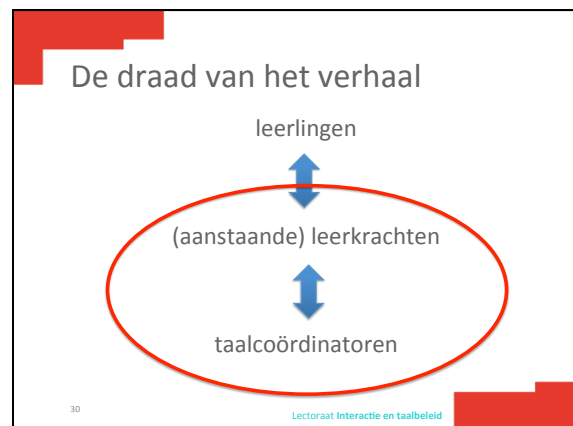 De draad van het verhaal
leerlingen
(aanstaande) leerkrachten
taalcoördinatoren
30
Lectoraat Interactie en taalbeleid